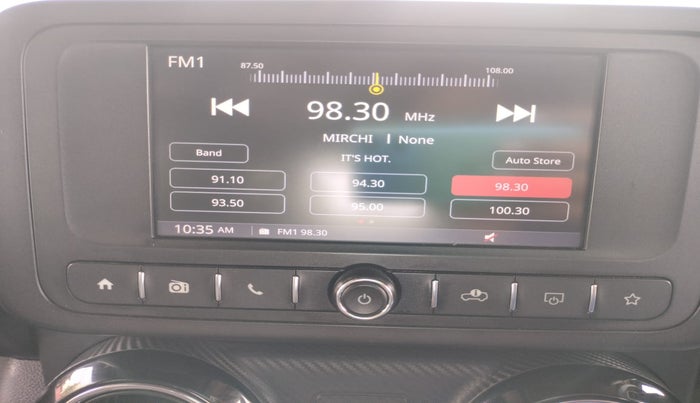 FM1
87.50 108.00
98.30 MHz
MIRCHI | None
Band IT'S HOT. Auto Store
91.10 94.30 98.30
93.50 95.00 100.30
10:35 AM FM1 98.30